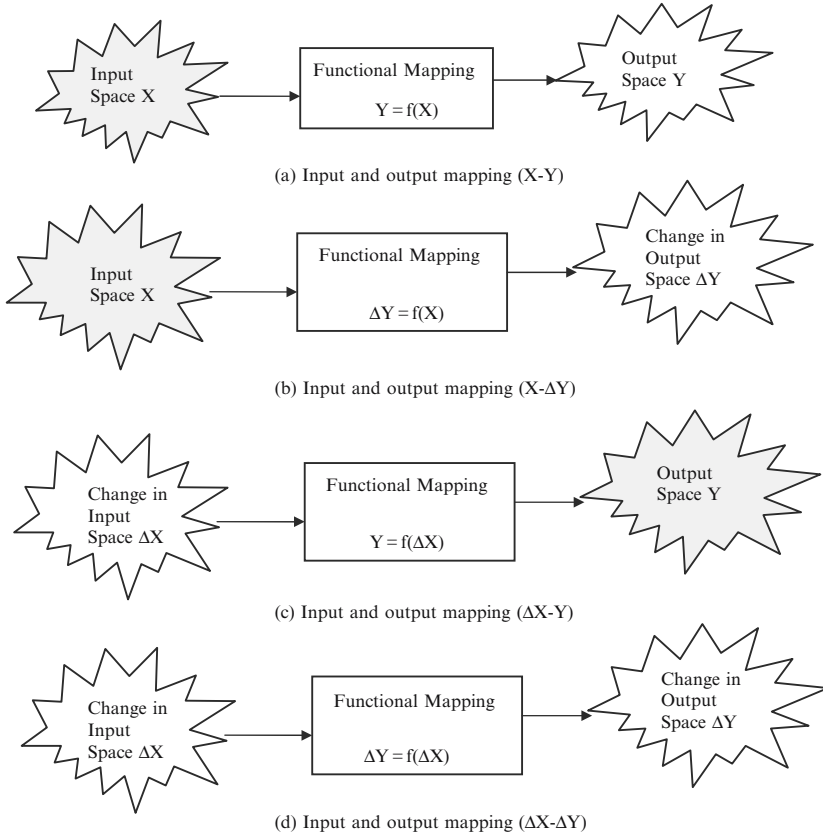 Input
Space X
Functional Mapping
Y = f(X)
Output
Space Y
(a) Input and output mapping (X-Y)
Input
Space X
Functional Mapping
ΔY = f(X)
Change in
Output
Space ΔY
(b) Input and output mapping (X-ΔY)
Change in
Input
Space ΔX
Functional Mapping
Y = f(ΔX)
Output
Space Y
(c) Input and output mapping (ΔX-Y)
Change in
Input
Space ΔX
Functional Mapping
ΔY = f(ΔX)
Change in
Output
Space ΔY
(d) Input and output mapping (ΔX-ΔY)